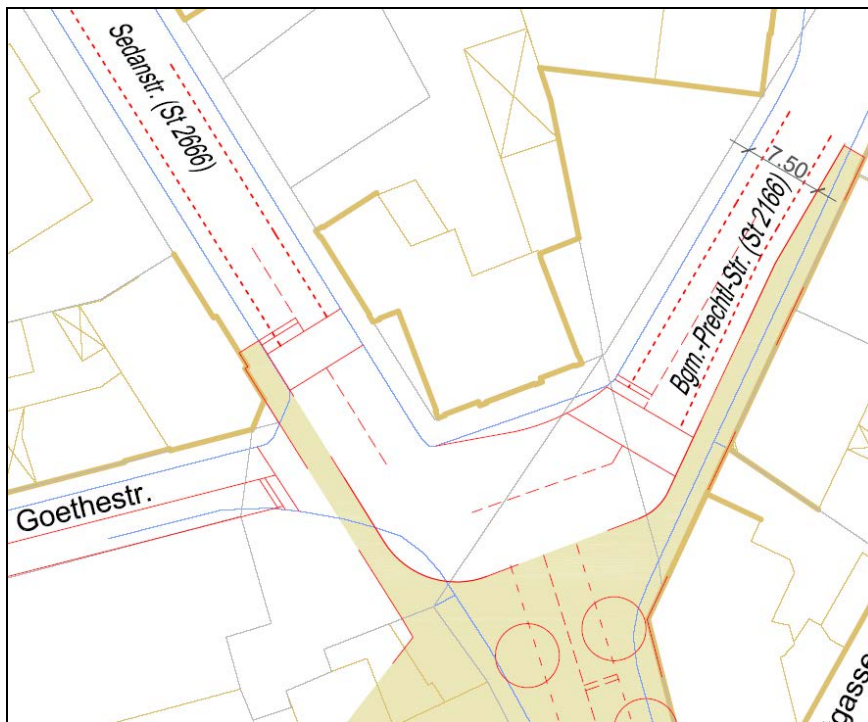 Sedanstr. (St 2666)
7.50
Bgm.-Prechtl-Str. (St 2166)
Goethestr.
gasse